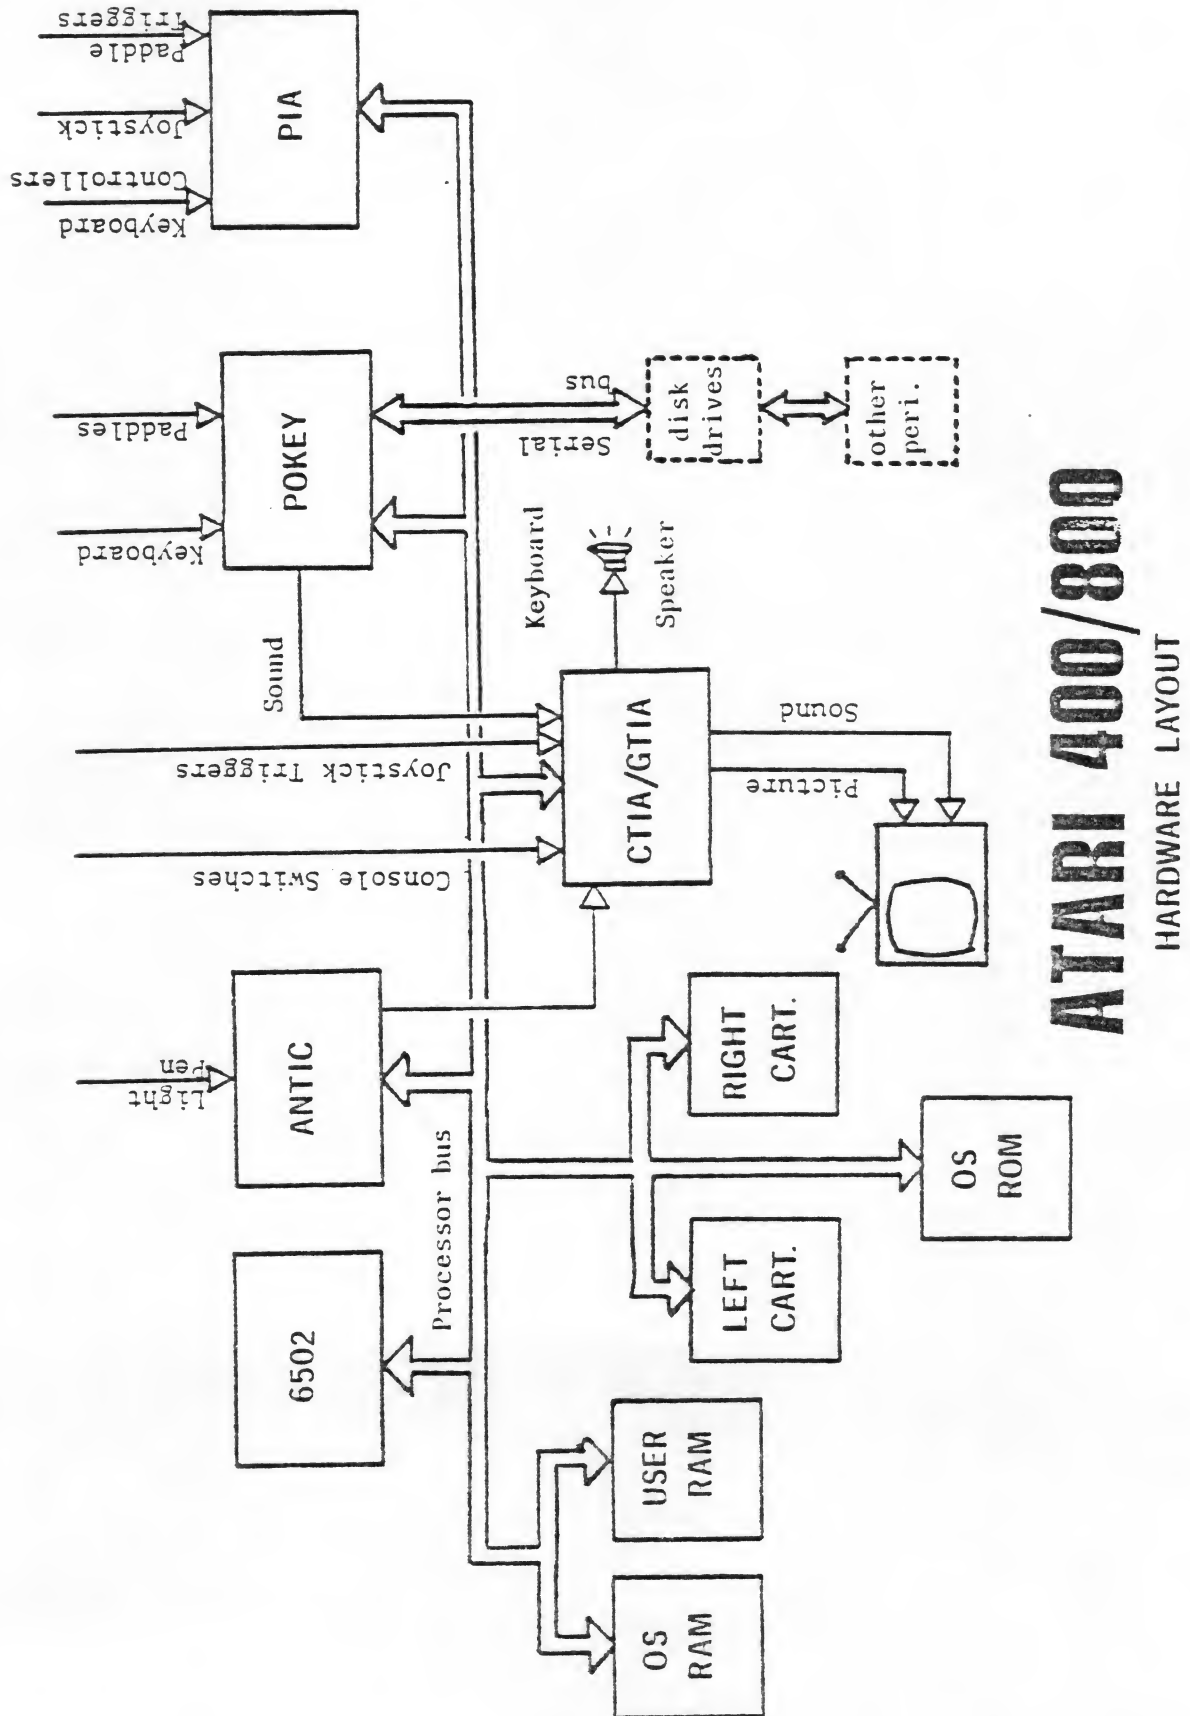 Light
Pen
Console Switches
Joystick Triggers
Keyboard
Paddles
Keyboard
Controllers
Joystick
Paddle
Triggers
6502
ANTIC
POKEY
PIA
Sound
Processor bus
Serial
bus
Keyboard
Speaker
CTIA/GTIA
OS
RAM
USER
RAM
LEFT
CART.
RIGHT
CART.
Picture
Sound
disk
drives
other
peri.
OS
ROM
ATARI 400/800
HARDWARE LAYOUT